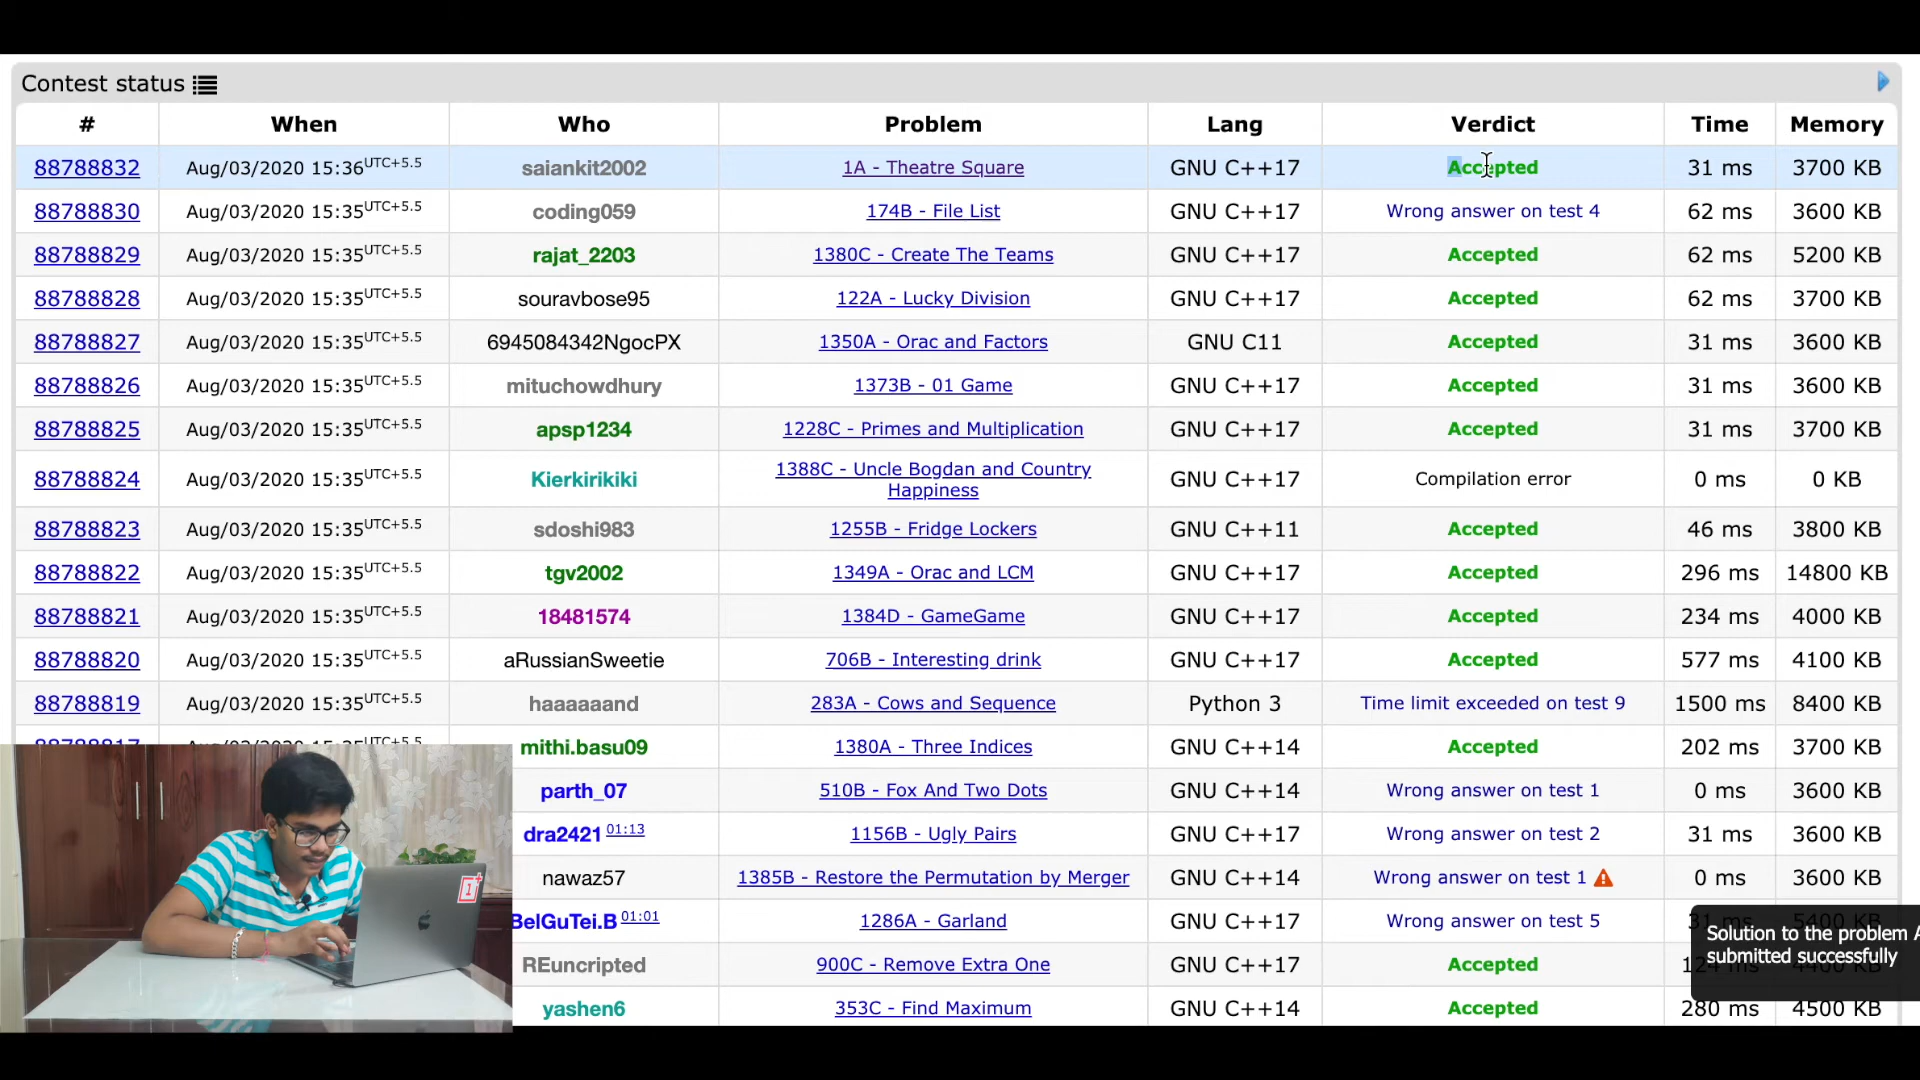 Contest status
# When Who Problem Lang Verdict Time Memory
88788832 Aug/03/2020 15:36UTC+5.5 saiankit2002 1A - Theatre Square GNU C++17 Accepted 31 ms 3700 KB
88788830 Aug/03/2020 15:35UTC+5.5 coding059 174B - File List GNU C++17 Wrong answer on test 4 62 ms 3600 KB
88788829 Aug/03/2020 15:35UTC+5.5 rajat_2203 1380C - Create The Teams GNU C++17 Accepted 62 ms 5200 KB
88788828 Aug/03/2020 15:35UTC+5.5 souravbose95 122A - Lucky Division GNU C++17 Accepted 62 ms 3700 KB
88788827 Aug/03/2020 15:35UTC+5.5 6945084342NgocPX 1350A - Orac and Factors GNU C11 Accepted 31 ms 3600 KB
88788826 Aug/03/2020 15:35UTC+5.5 mituchowdhury 1373B - 01 Game GNU C++17 Accepted 31 ms 3600 KB
88788825 Aug/03/2020 15:35UTC+5.5 apsp1234 1228C - Primes and Multiplication GNU C++17 Accepted 31 ms 3700 KB
88788824 Aug/03/2020 15:35UTC+5.5 Kierkirikiki 1388C - Uncle Bogdan and Country GNU C++17 Compilation error 0 ms 0 KB
Happiness
88788823 Aug/03/2020 15:35UTC+5.5 sdoshi983 1255B - Fridge Lockers GNU C++11 Accepted 46 ms 3800 KB
88788822 Aug/03/2020 15:35UTC+5.5 tgv2002 1349A - Orac and LCM GNU C++17 Accepted 296 ms 14800 KB
88788821 Aug/03/2020 15:35UTC+5.5 18481574 1384D - GameGame GNU C++17 Accepted 234 ms 4000 KB
88788820 Aug/03/2020 15:35UTC+5.5 aRussianSweetie 706B - Interesting drink GNU C++17 Accepted 577 ms 4100 KB
88788819 Aug/03/2020 15:35UTC+5.5 haaaaaand 283A - Cows and Sequence Python 3 Time limit exceeded on test 9 1500 ms 8400 KB
mithi.basu09 1380A - Three Indices GNU C++14 Accepted 202 ms 3700 KB
parth_07 510B - Fox And Two Dots GNU C++14 Wrong answer on test 1 0 ms 3600 KB
dra2421 01:13 1156B - Ugly Pairs GNU C++17 Wrong answer on test 2 31 ms 3600 KB
nawaz57 1385B - Restore the Permutation by Merger GNU C++14 Wrong answer on test 1 0 ms 3600 KB
BelGuTei.B 01:01 1286A - Garland GNU C++17 Wrong answer on test 5
Solution to the problem A
submitted successfully
REuncripted 900C - Remove Extra One GNU C++17 Accepted
yashen6 353C - Find Maximum GNU C++14 Accepted 280 ms 4500 KB